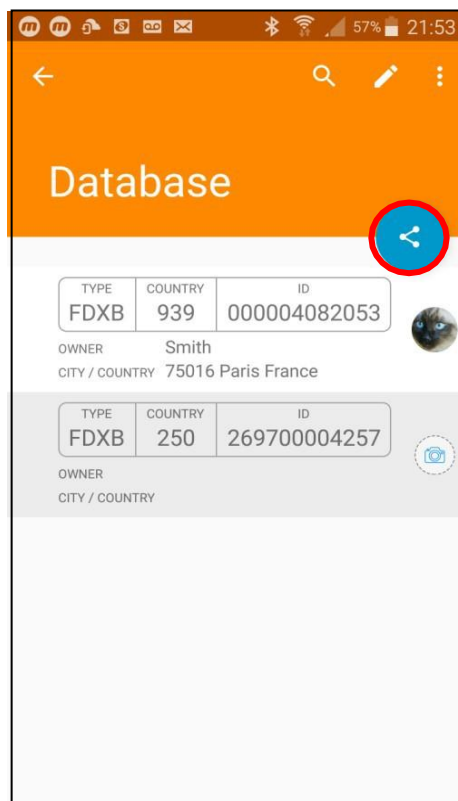 57% 21:53
Database
TYPE COUNTRY ID
FDXB 939 000004082053
OWNER Smith
CITY / COUNTRY 75016 Paris France
TYPE COUNTRY ID
FDXB 250 269700004257
OWNER
CITY / COUNTRY